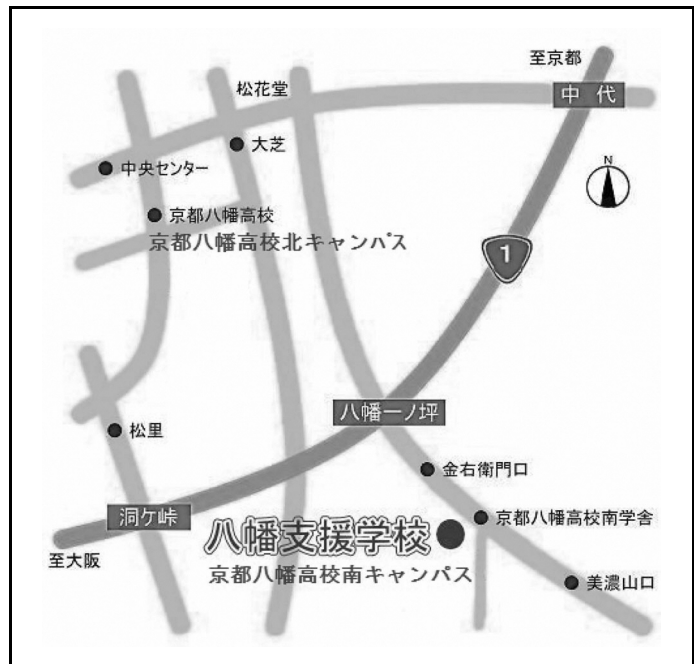 至京都
松花堂
中 代
大芝
中央センター
N
京都八幡高校
京都八幡高校北キャンパス
1
八幡一ノ坪
松里
金右衛門口
洞ケ峠
京都八幡高校南学舎
八幡支援学校
至大阪
京都八幡高校南キャンパス
美濃山口